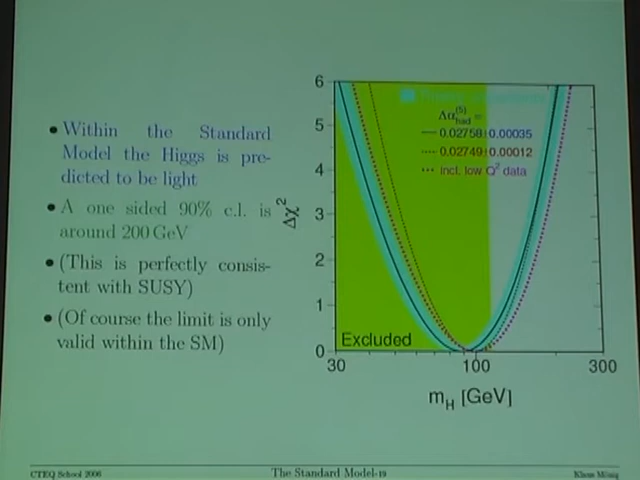 • Within the Standard
Model the Higgs is pre-
dicted to be light
• A one sided 90% c.l. is
around 200 GeV
• (This is perfectly consis-
tent with SUSY)
• (Of course the limit is only
valid within the SM)
6
5
4
3
2
1
0
Δχ²
Δα(5)had =
0.02758±0.00035
0.02749±0.00012
incl. low Q² data
Excluded
30 100 300
mH [GeV]
CTEQ School 2006 The Standard Model-19 Klaus Mönig